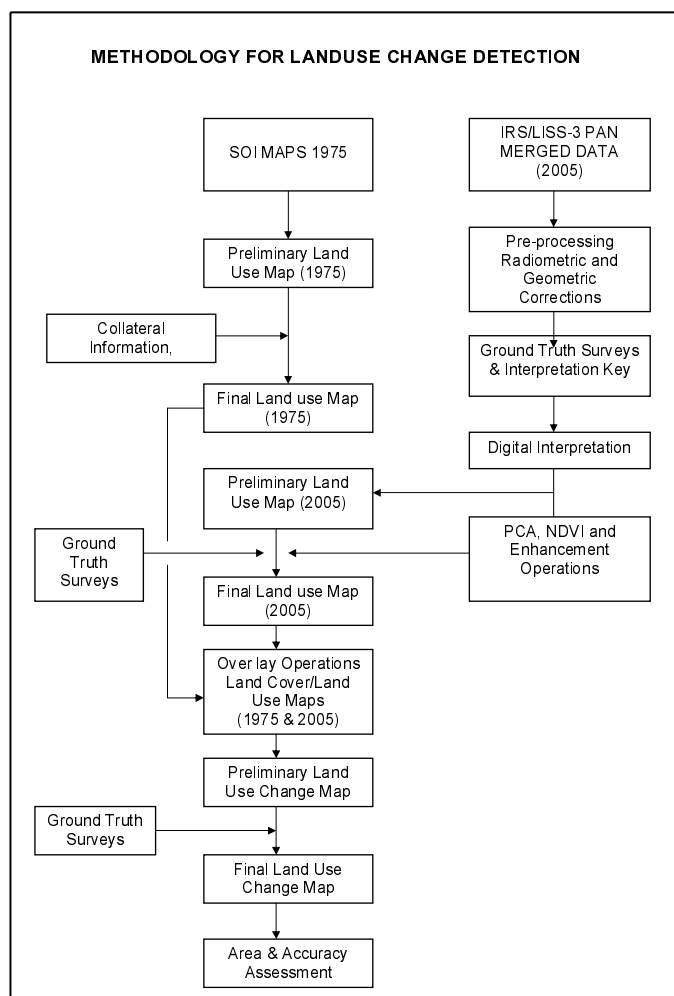 METHODOLOGY FOR LANDUSE CHANGE DETECTION
SOI MAPS 1975
IRS/LISS-3 PAN
MERGED DATA
(2005)
Preliminary Land
Use Map (1975)
Pre-processing
Radiometric and
Geometric
Corrections
Collateral
Information,
Ground Truth Surveys
& Interpretation Key
Final Land use Map
(1975)
Digital Interpretation
Preliminary Land
Use Map (2005)
Ground
Truth
Surveys
PCA, NDVI and
Enhancement
Operations
Final Land use Map
(2005)
Overlay Operations
Land Cover/Land
Use Maps
(1975 & 2005)
Preliminary Land
Use Change Map
Ground Truth
Surveys
Final Land Use
Change Map
Area & Accuracy
Assessment